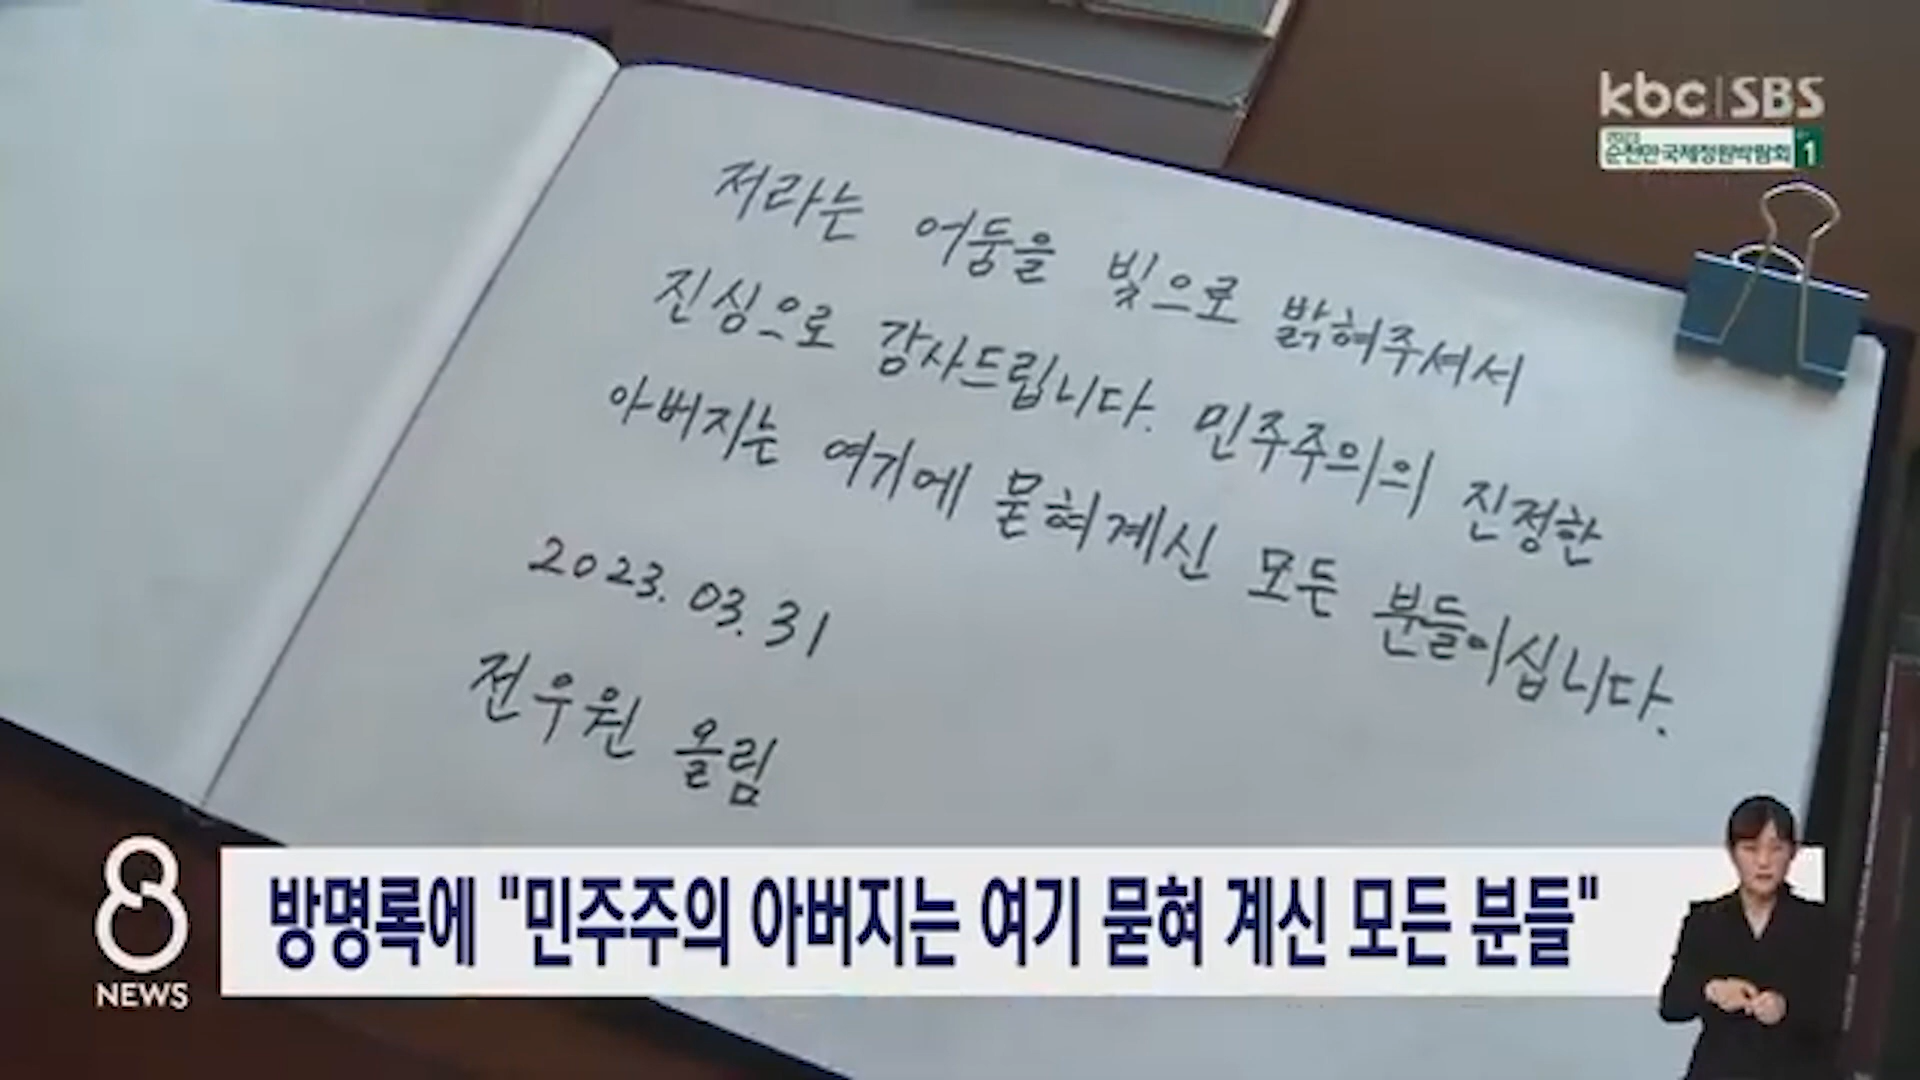 kbc SBS
2023
순천만국제정원박람회 1
저라는 어둠을 빛으로 밝혀주셔서
진심으로 감사드립니다. 민주주의의 진정한
아버지는 여기에 묻혀계신 모든 분들이십니다.
2023. 03. 31
전우원 올림
8 NEWS
방명록에 "민주주의 아버지는 여기 묻혀 계신 모든 분들"